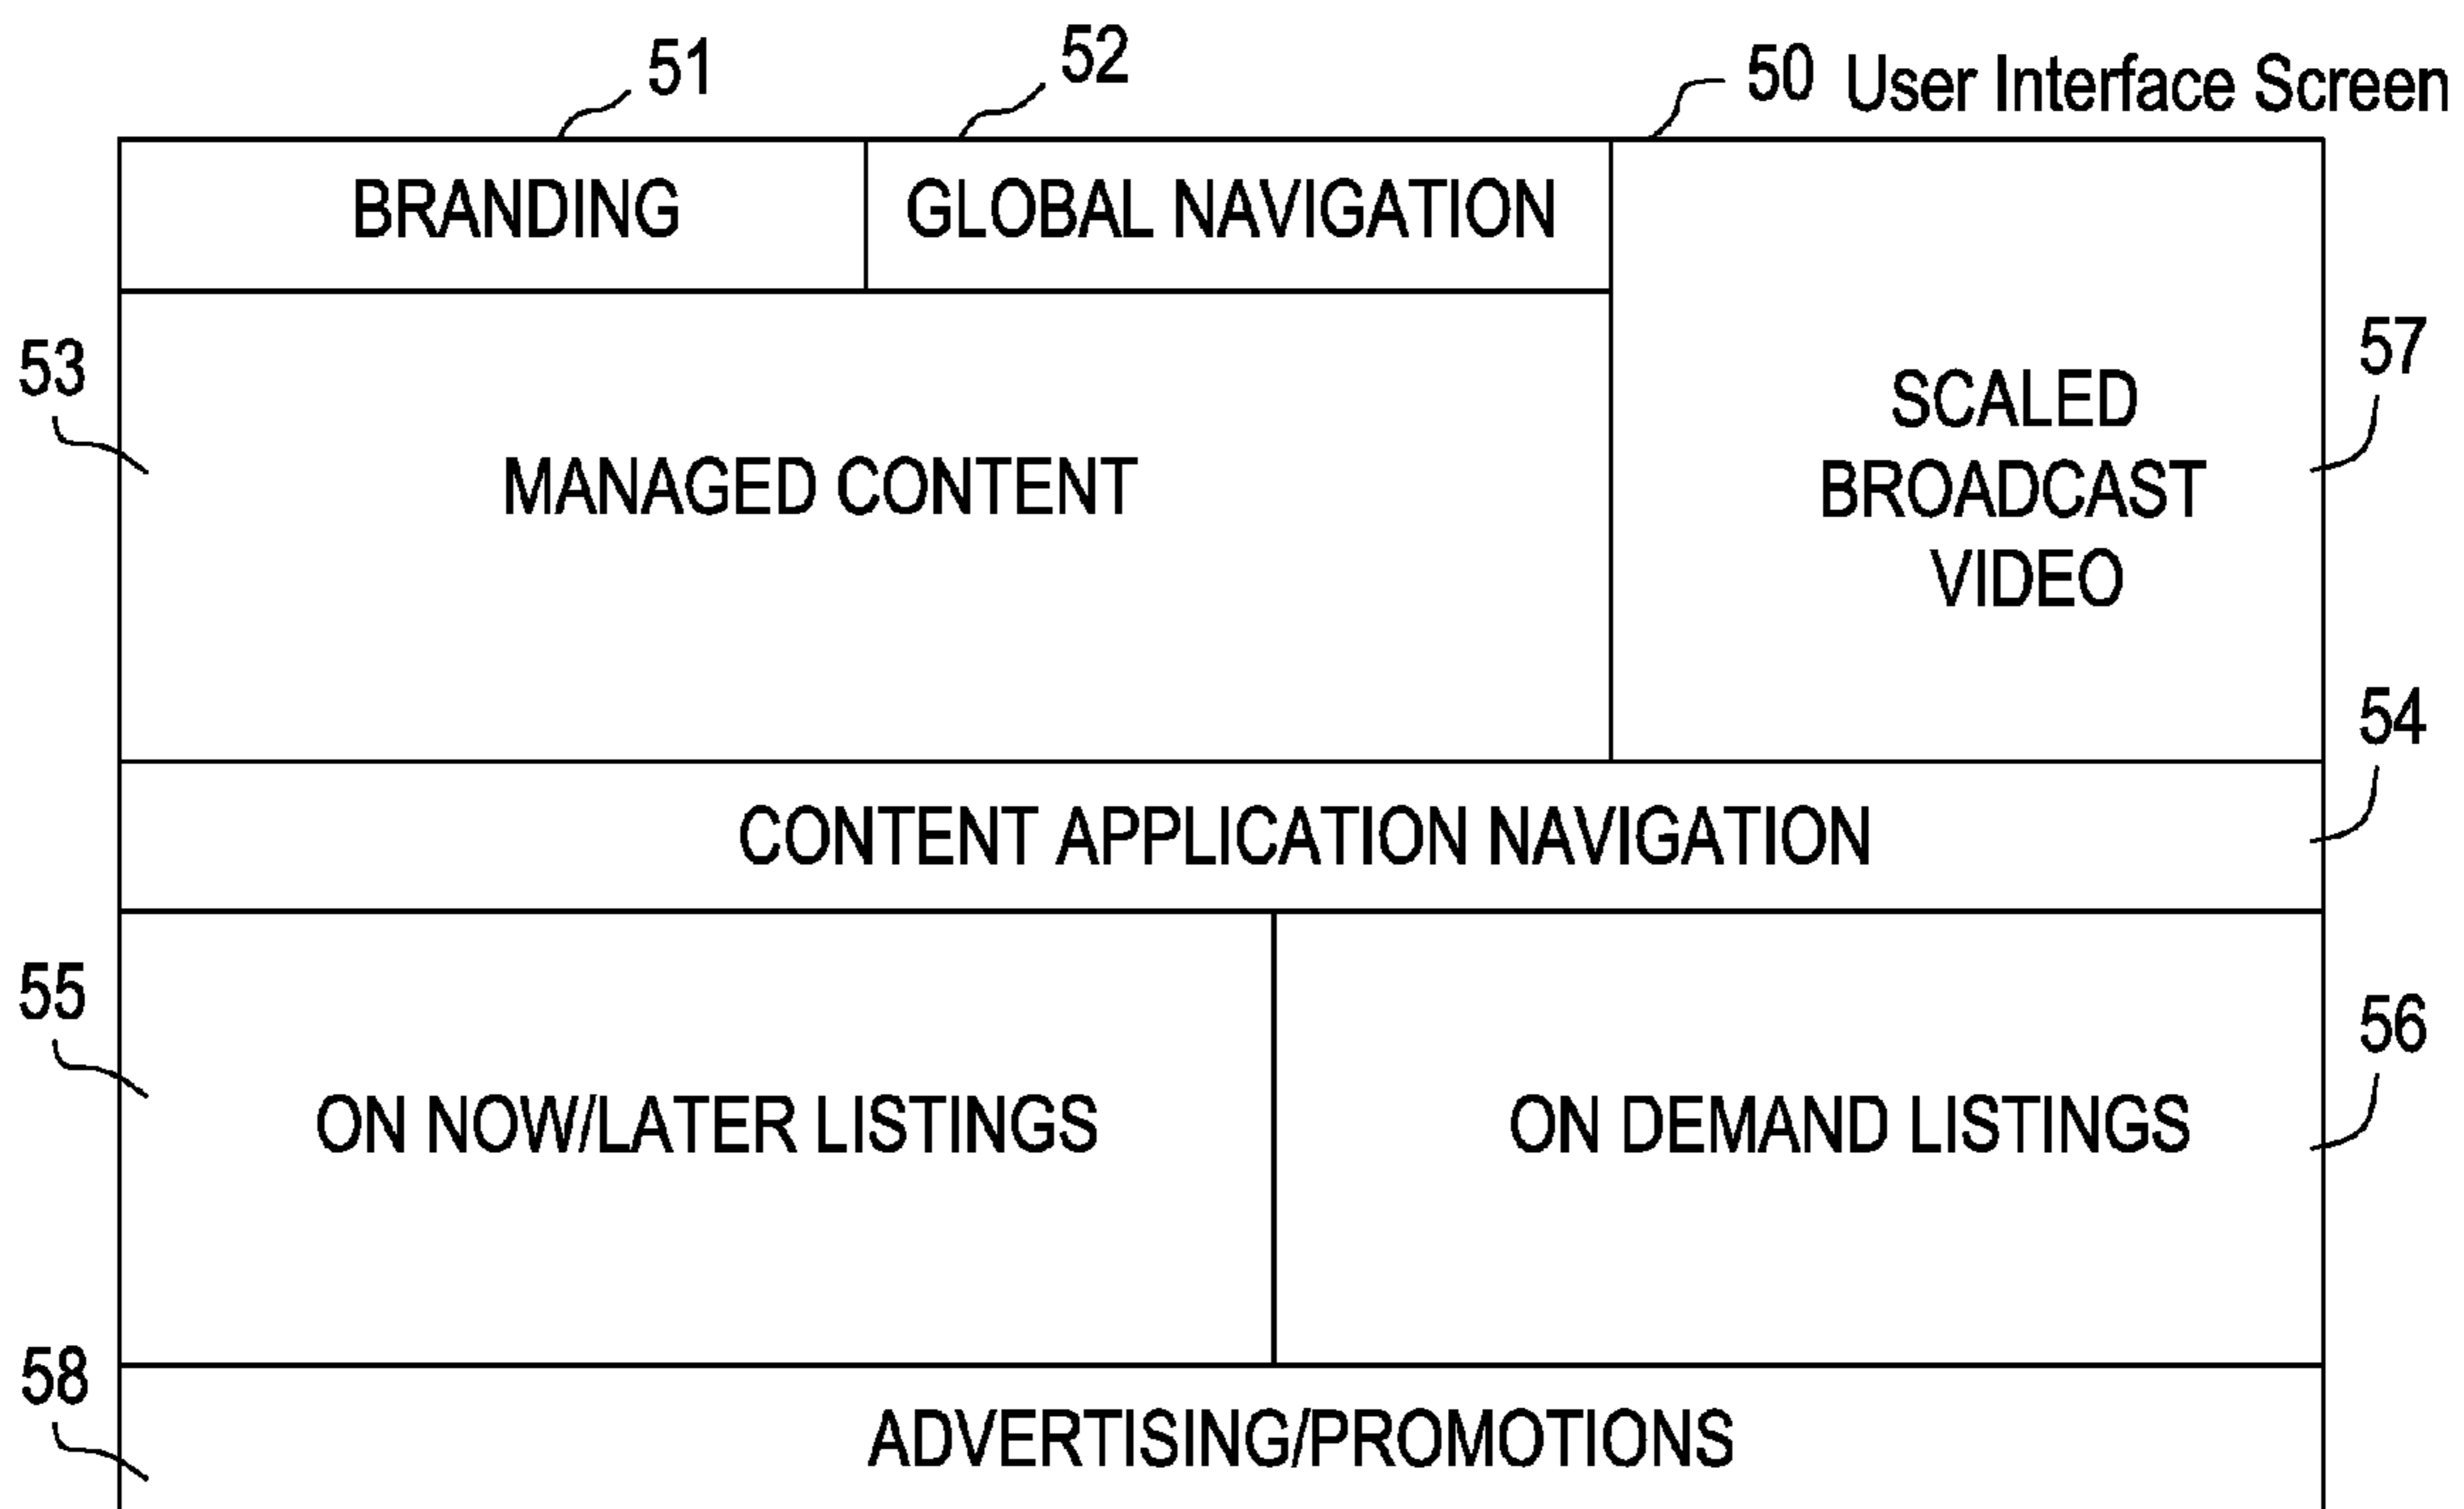 51
52
50 User Interface Screen
BRANDING
GLOBAL NAVIGATION
53
MANAGED CONTENT
SCALED
BROADCAST
VIDEO
57
54
CONTENT APPLICATION NAVIGATION
55
ON NOW/LATER LISTINGS
ON DEMAND LISTINGS
56
58
ADVERTISING/PROMOTIONS